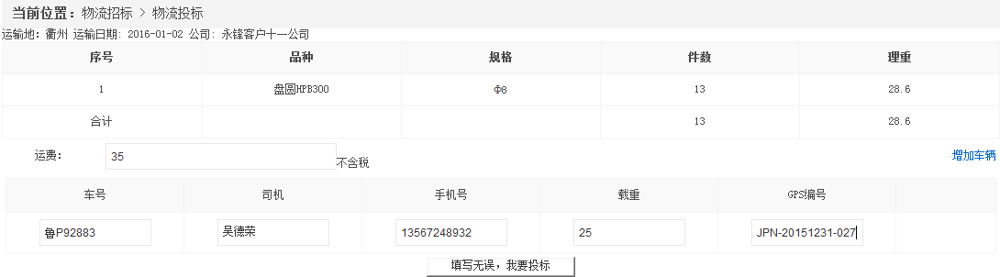 当前位置：物流招标 > 物流投标
运输地：衢州 运输日期: 2016-01-02 公司: 永锋客户十一公司
序号 品种 规格 件数 理重
1 盘圆HPB300 Φ8 13 28.6
合计 13 28.6
运费： 35 不含税 增加车辆
车号 司机 手机号 载重 GPS编号
鲁P92883 吴德荣 13567248932 25 JPN-20151231-027
填写无误，我要投标